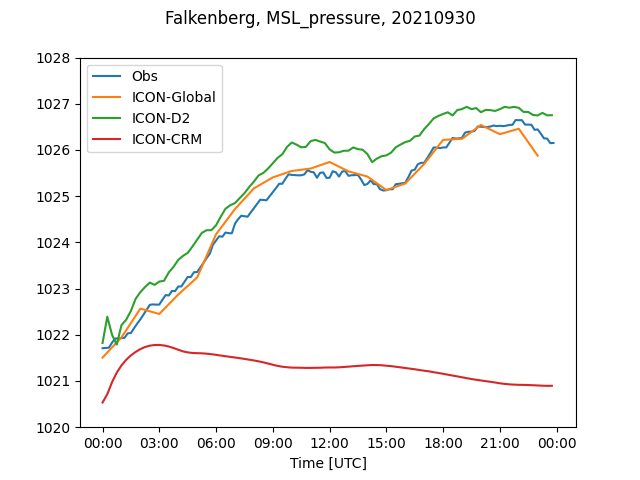 Falkenberg, MSL_pressure, 20210930
1028
1027
1026
1025
1024
1023
1022
1021
1020
Obs
ICON-Global
ICON-D2
ICON-CRM
00:00 03:00 06:00 09:00 12:00 15:00 18:00 21:00 00:00
Time [UTC]